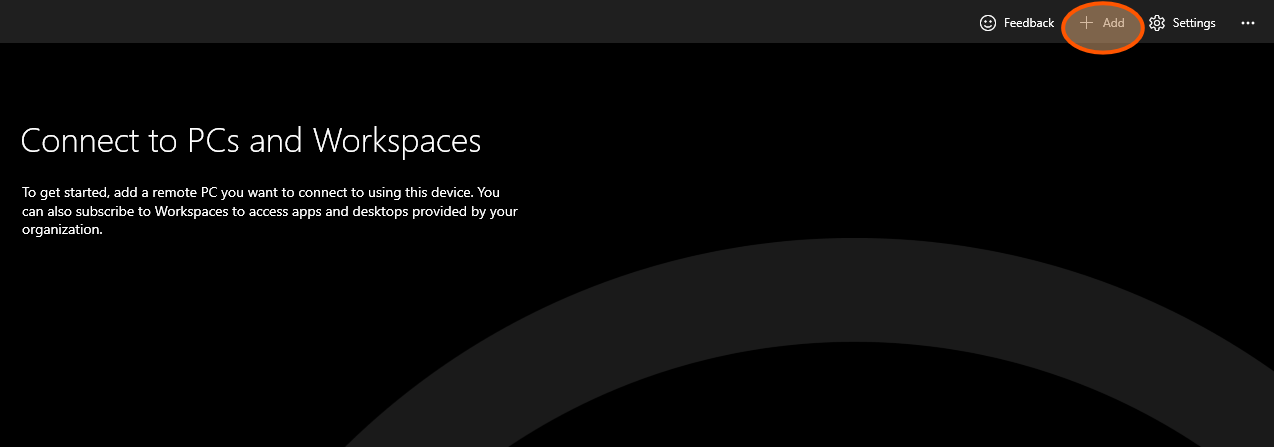 Feedback
Add
Settings
Connect to PCs and Workspaces
To get started, add a remote PC you want to connect to using this device. You
can also subscribe to Workspaces to access apps and desktops provided by your
organization.